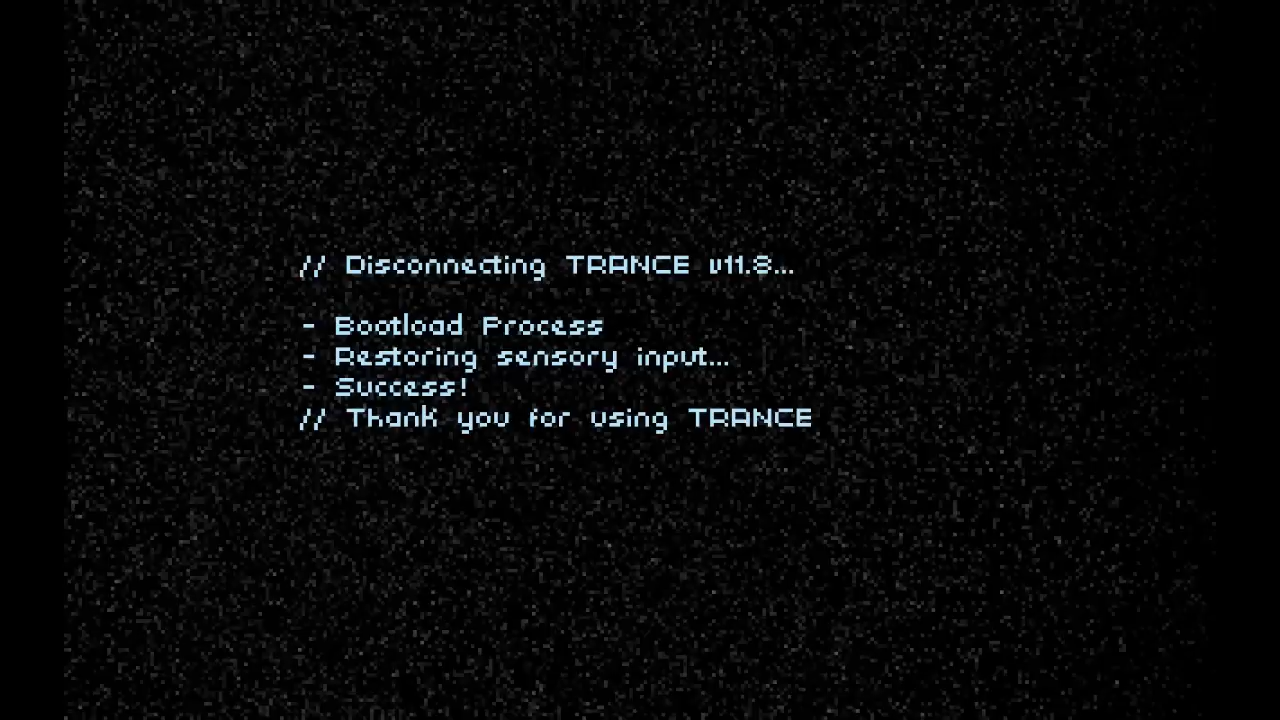 // Disconnecting TRANCE v11.8...
- Bootload Process
- Restoring sensory input...
- Success!
// Thank you for using TRANCE